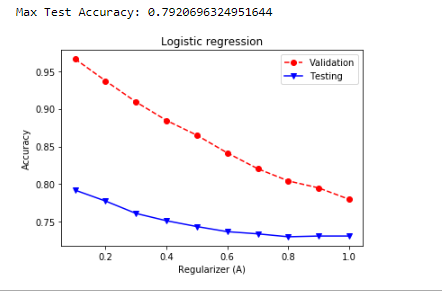 Max Test Accuracy: 0.7920696324951644
Logistic regression
Validation
Testing
Accuracy
0.95
0.90
0.85
0.80
0.75
0.2 0.4 0.6 0.8 1.0
Regularizer (A)